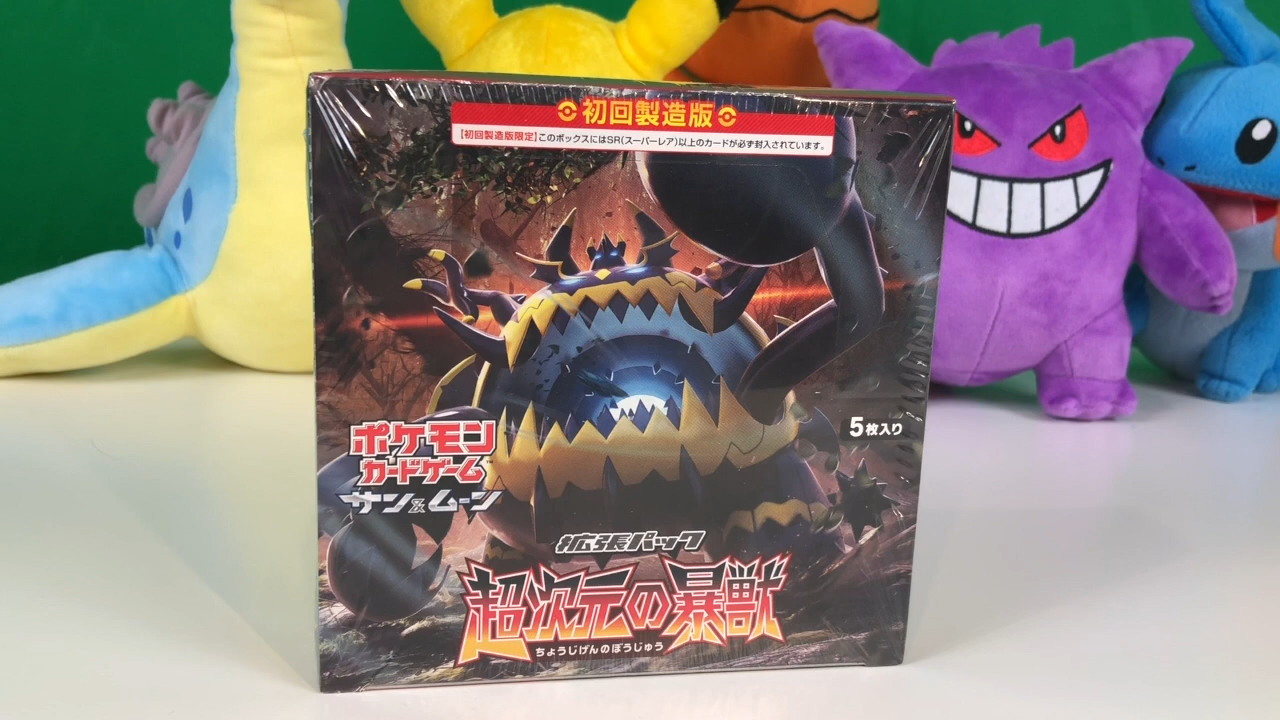 初回製造版
【初回製造版限定】このボックスにはSR(スーパーレア)以上のカードが必ず封入されています。
5枚入り
ポケモン
カードゲーム
サン&ムーン
拡張パック
超次元の暴獣
ちょうじげんのぼうじゅう